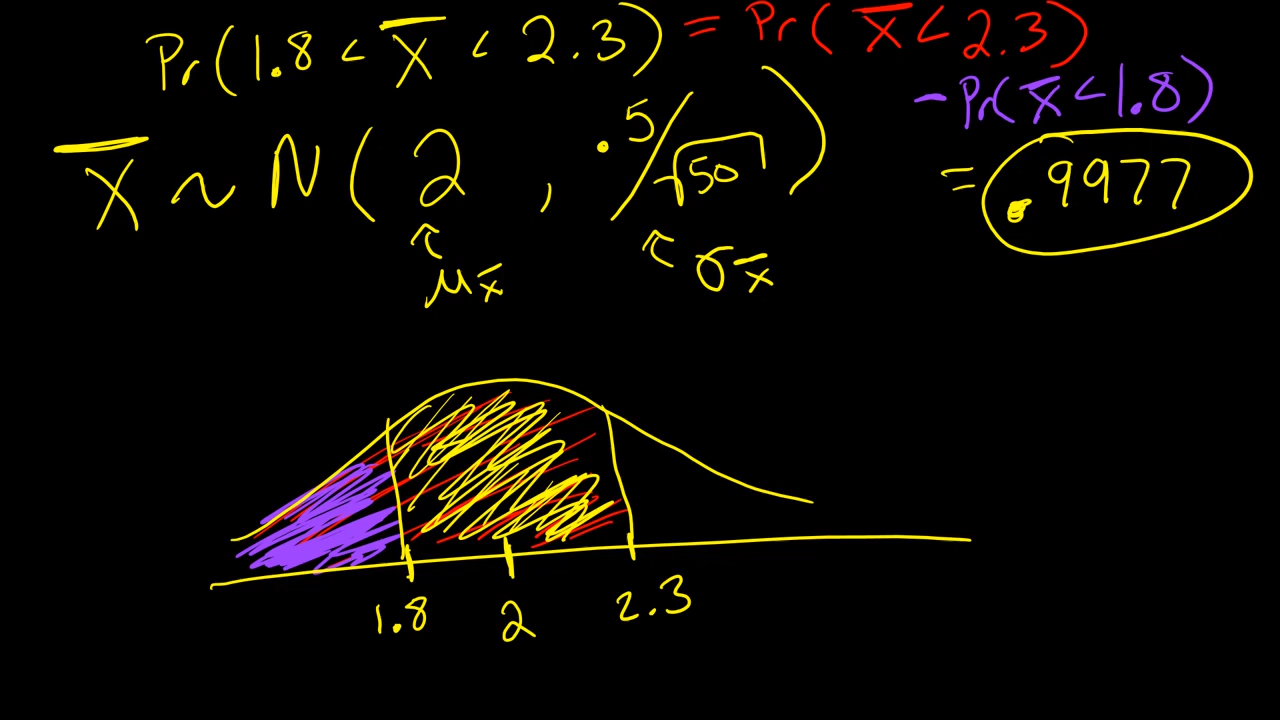 Pr(1.8 < X̄ < 2.3) = Pr( X̄ < 2.3)
- Pr( X̄ < 1.8)
X̄ ~ N( 2 , .5/√50 )
= .9977
↑ ↑
μx̄ σx̄
1.8 2 2.3